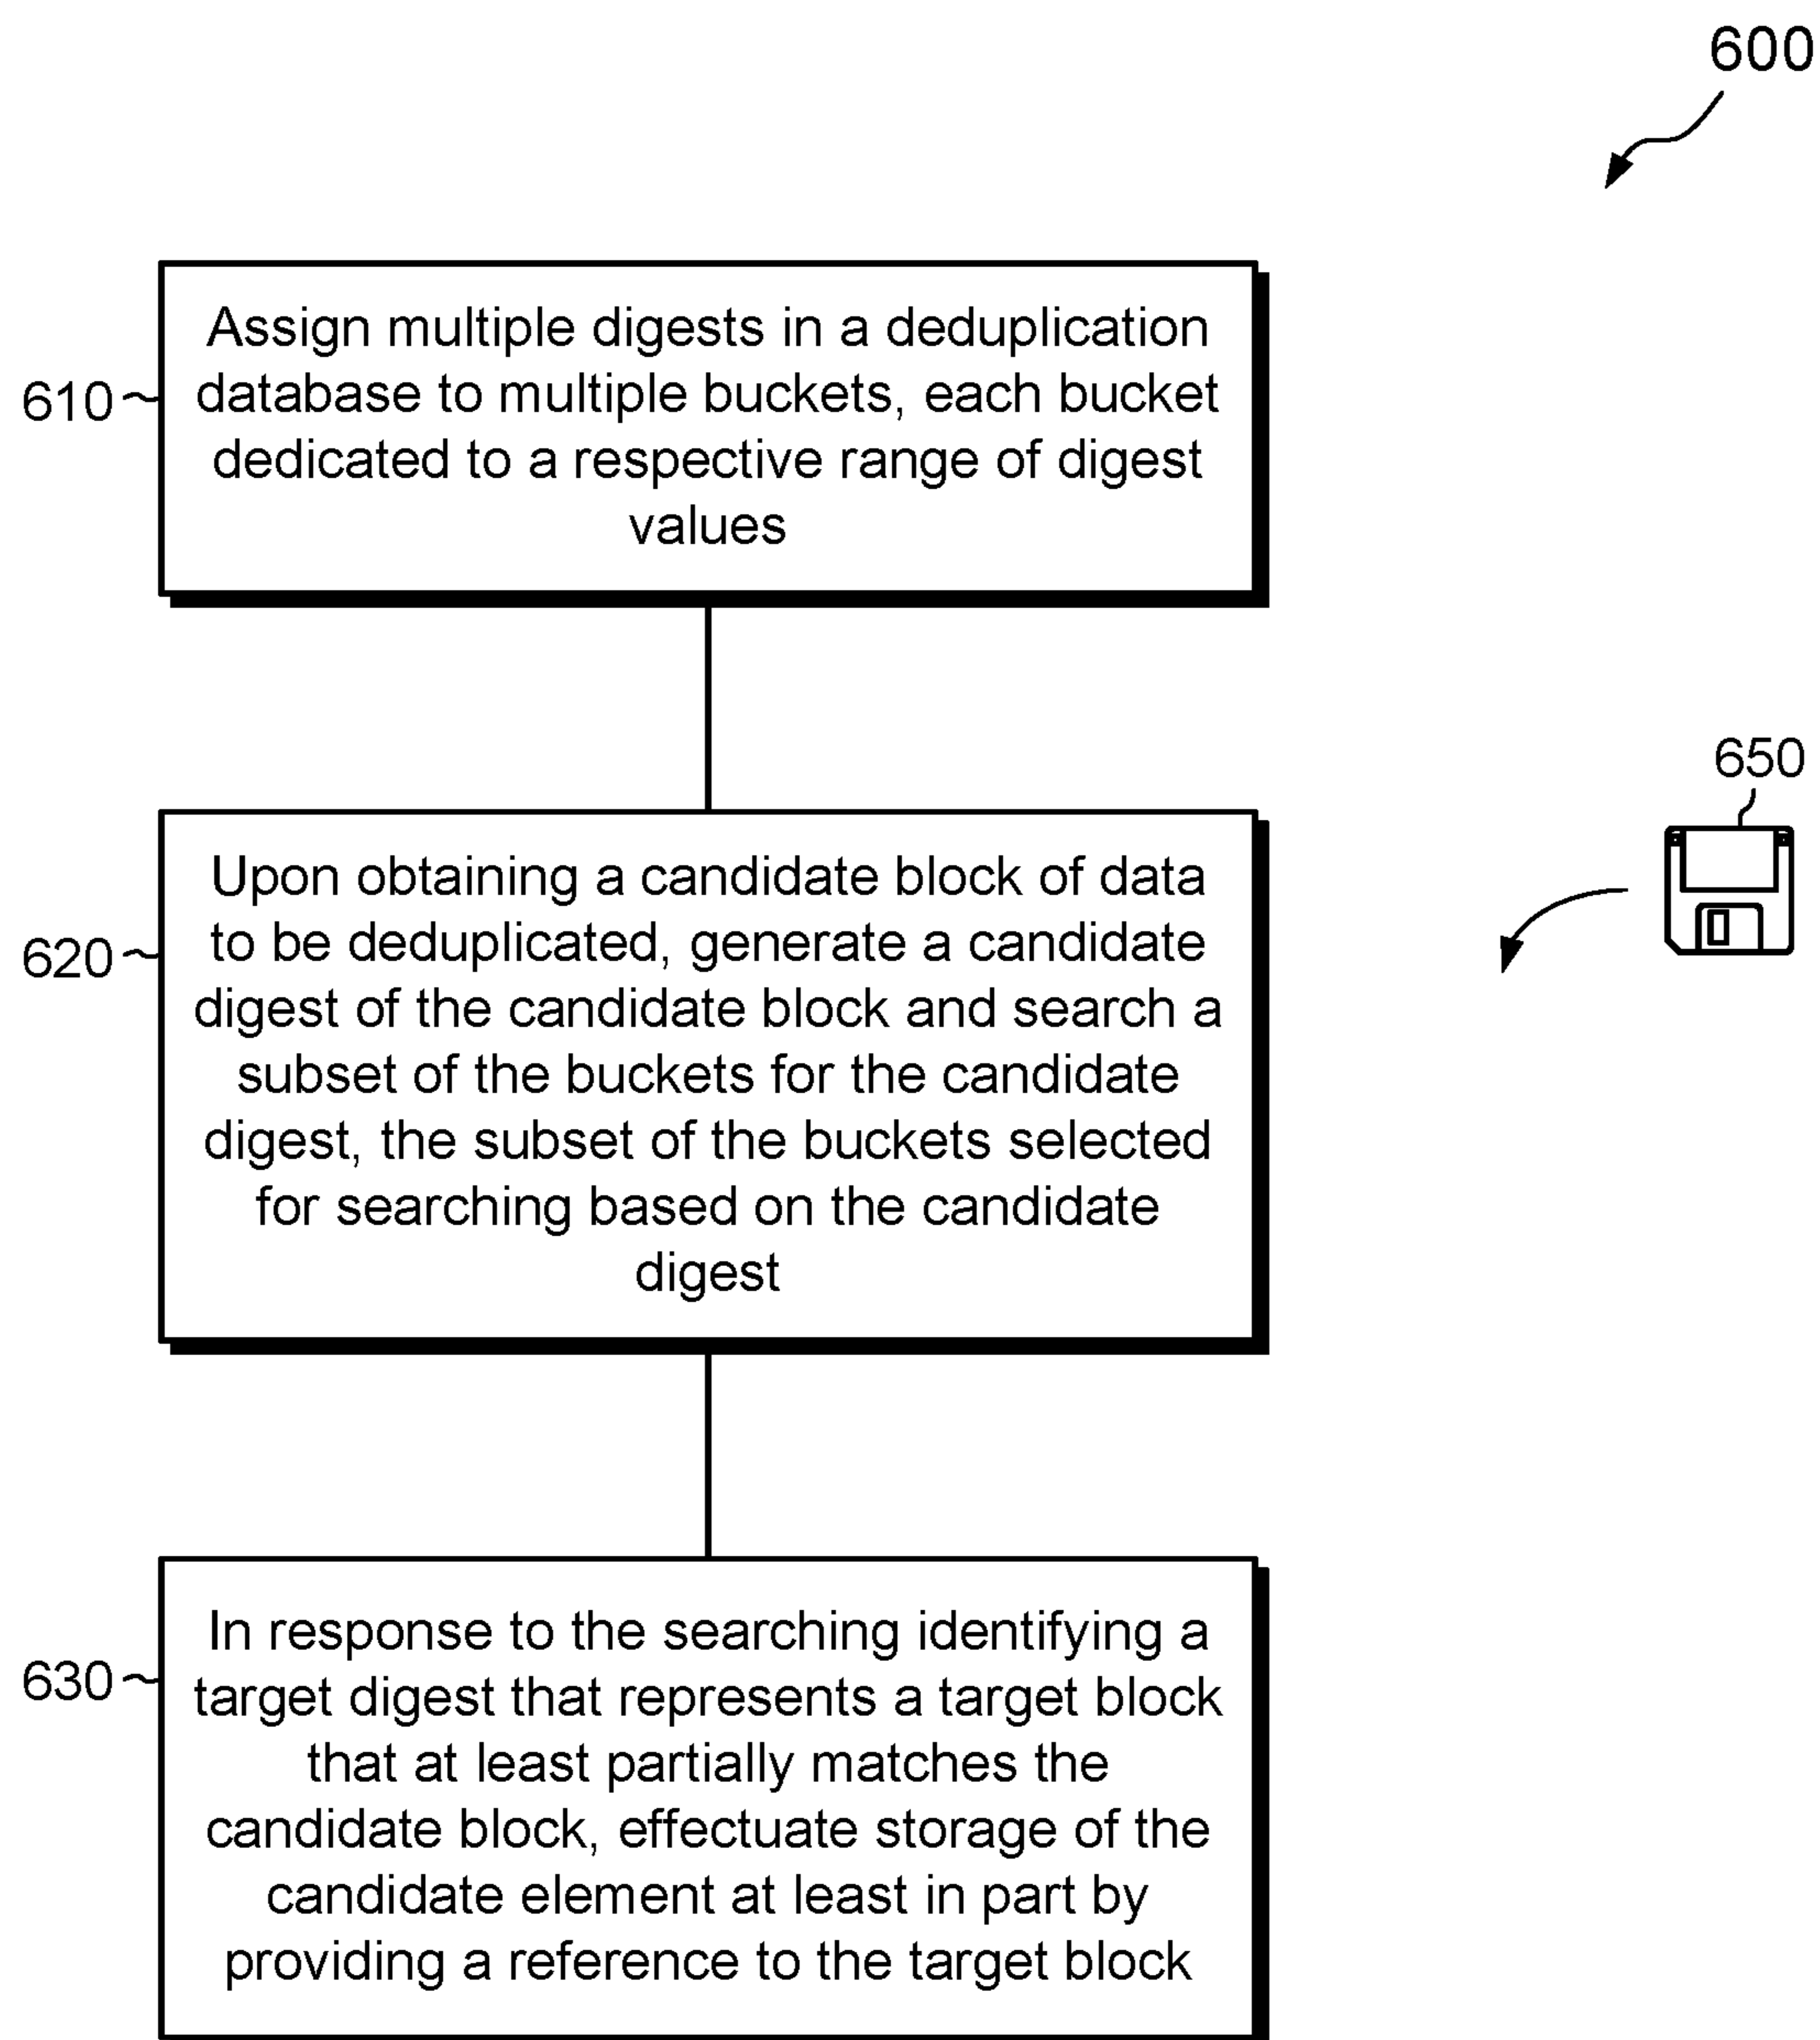 600
610
Assign multiple digests in a deduplication
database to multiple buckets, each bucket
dedicated to a respective range of digest
values
650
620
Upon obtaining a candidate block of data
to be deduplicated, generate a candidate
digest of the candidate block and search a
subset of the buckets for the candidate
digest, the subset of the buckets selected
for searching based on the candidate
digest
630
In response to the searching identifying a
target digest that represents a target block
that at least partially matches the
candidate block, effectuate storage of the
candidate element at least in part by
providing a reference to the target block